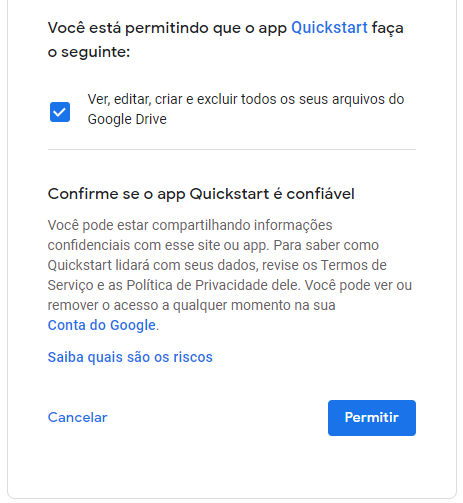 Você está permitindo que o app Quickstart faça
o seguinte:
Ver, editar, criar e excluir todos os seus arquivos do
Google Drive
Confirme se o app Quickstart é confiável
Você pode estar compartilhando informações
confidenciais com esse site ou app. Para saber como
Quickstart lidará com seus dados, revise os Termos de
Serviço e as Política de Privacidade dele. Você pode ver ou
remover o acesso a qualquer momento na sua
Conta do Google.
Saiba quais são os riscos
Cancelar
Permitir